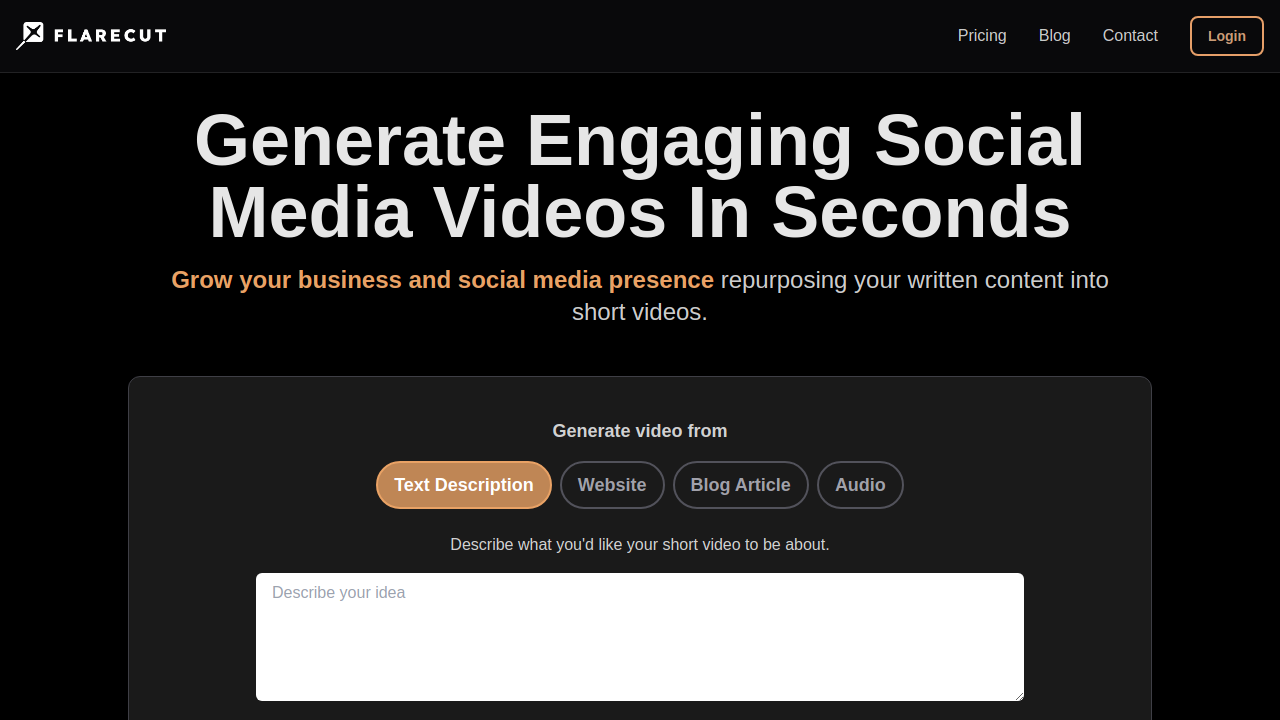 FLARECUT
Pricing
Blog
Contact
Login
Generate Engaging Social
Media Videos In Seconds
Grow your business and social media presence repurposing your written content into
short videos.
Generate video from
Text Description
Website
Blog Article
Audio
Describe what you'd like your short video to be about.
Describe your idea